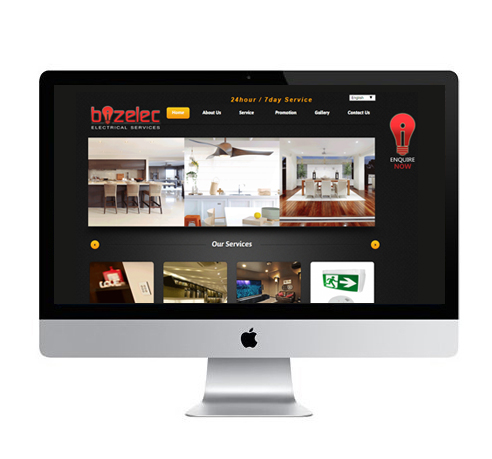 24hour / 7day Service
English
bizelec
ELECTRICAL SERVICES
Home About Us Service Promotion Gallery Contact Us
ENQUIRE
NOW
Our Services